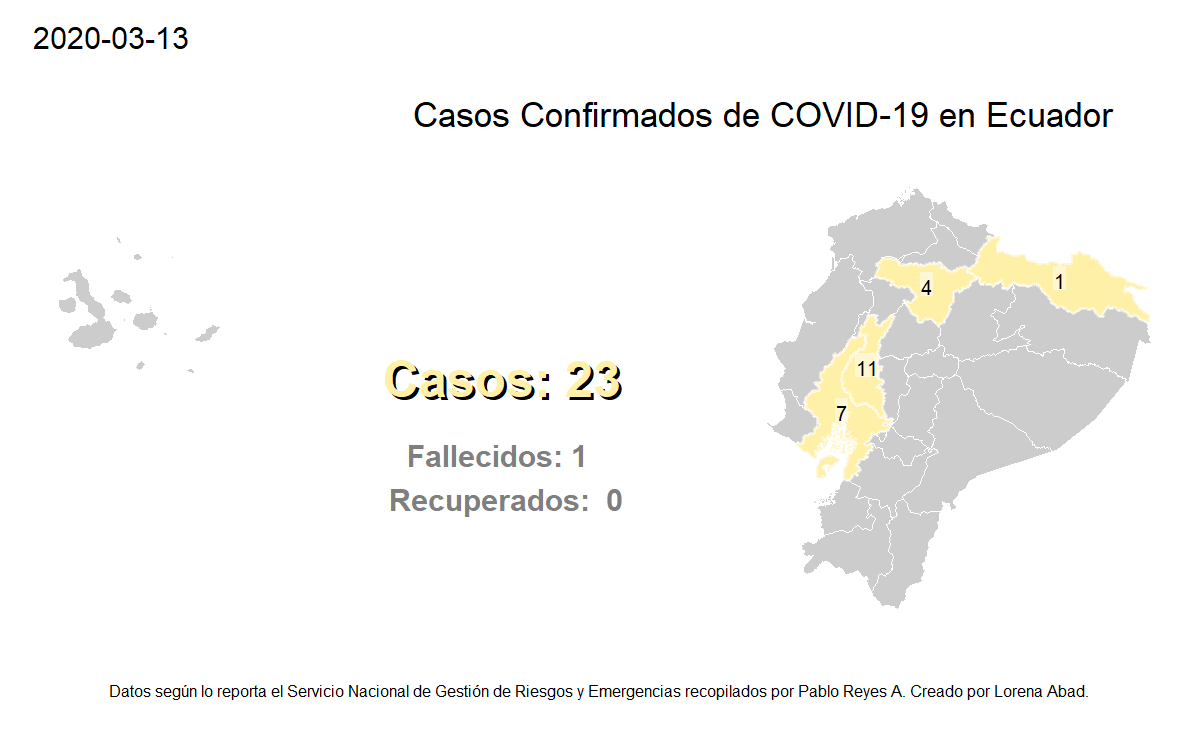 2020-03-13
Casos Confirmados de COVID-19 en Ecuador
4
1
11
7
Casos: 23
Fallecidos: 1
Recuperados: 0
Datos según lo reporta el Servicio Nacional de Gestión de Riesgos y Emergencias recopilados por Pablo Reyes A. Creado por Lorena Abad.